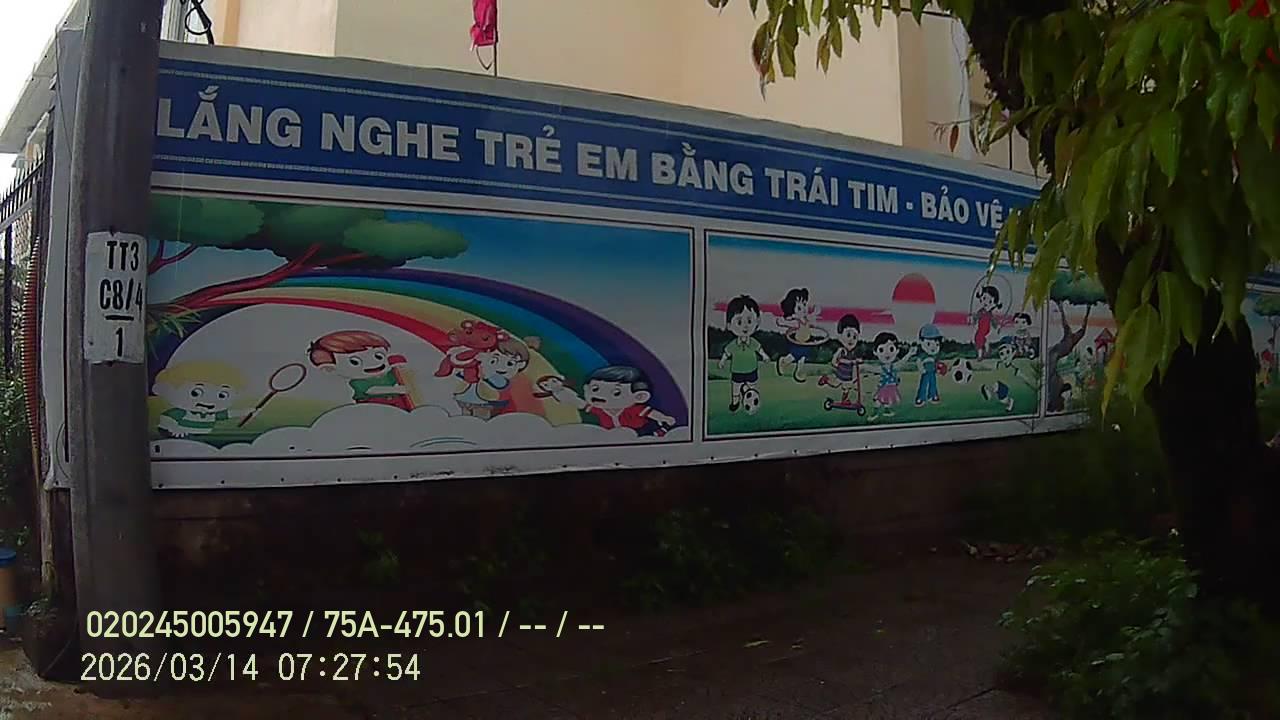 LẮNG NGHE TRẺ EM BẰNG TRÁI TIM - BẢO VỆ
TT3
C8/4
1
020245005947 / 75A-475.01 / -- / --
2026/03/14 07:27:54